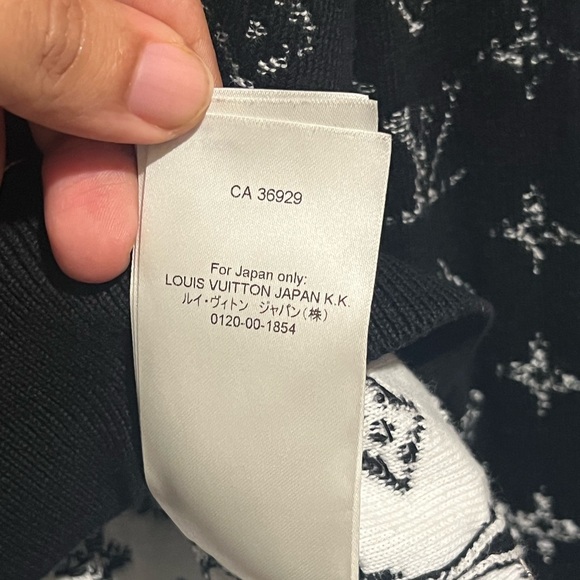 CA 36929
For Japan only:
LOUIS VUITTON JAPAN K.K.
ルイ・ヴィトン ジャパン(株)
0120-00-1854